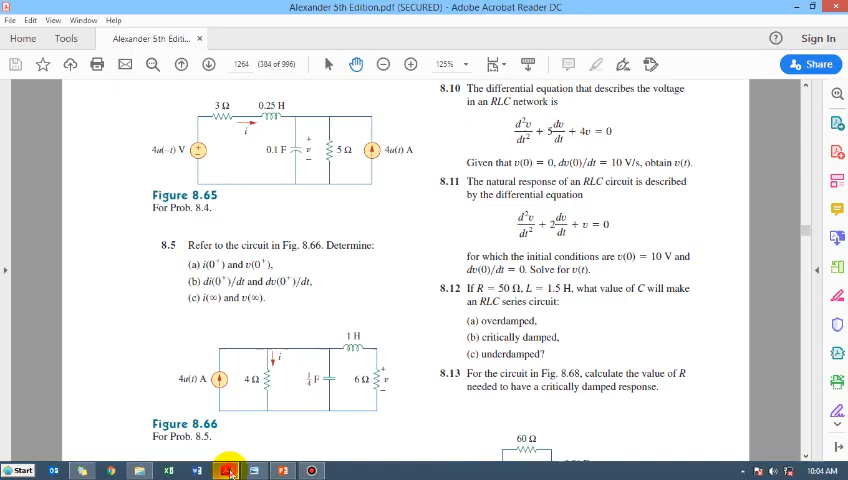 Alexander 5th Edition.pdf (SECURED) - Adobe Acrobat Reader DC
File Edit View Window Help
Home Tools Alexander 5th Editi... × Sign In
1264 (384 of 996) 125% Share
3 Ω 0.25 H
i
4u(−t) V 0.1 F + v − 5 Ω 4u(t) A
Figure 8.65
For Prob. 8.4.
8.5 Refer to the circuit in Fig. 8.66. Determine:
(a) i(0⁺) and v(0⁺),
(b) di(0⁺)/dt and dv(0⁺)/dt,
(c) i(∞) and v(∞).
1 H
i
4u(t) A 4 Ω 1/4 F 6 Ω + v −
Figure 8.66
For Prob. 8.5.
8.10 The differential equation that describes the voltage
in an RLC network is
d²v/dt² + 5 dv/dt + 4v = 0
Given that v(0) = 0, dv(0)/dt = 10 V/s, obtain v(t).
8.11 The natural response of an RLC circuit is described
by the differential equation
d²v/dt² + 2 dv/dt + v = 0
for which the initial conditions are v(0) = 10 V and
dv(0)/dt = 0. Solve for v(t).
8.12 If R = 50 Ω, L = 1.5 H, what value of C will make
an RLC series circuit:
(a) overdamped,
(b) critically damped,
(c) underdamped?
8.13 For the circuit in Fig. 8.68, calculate the value of R
needed to have a critically damped response.
60 Ω
Start 10:04 AM